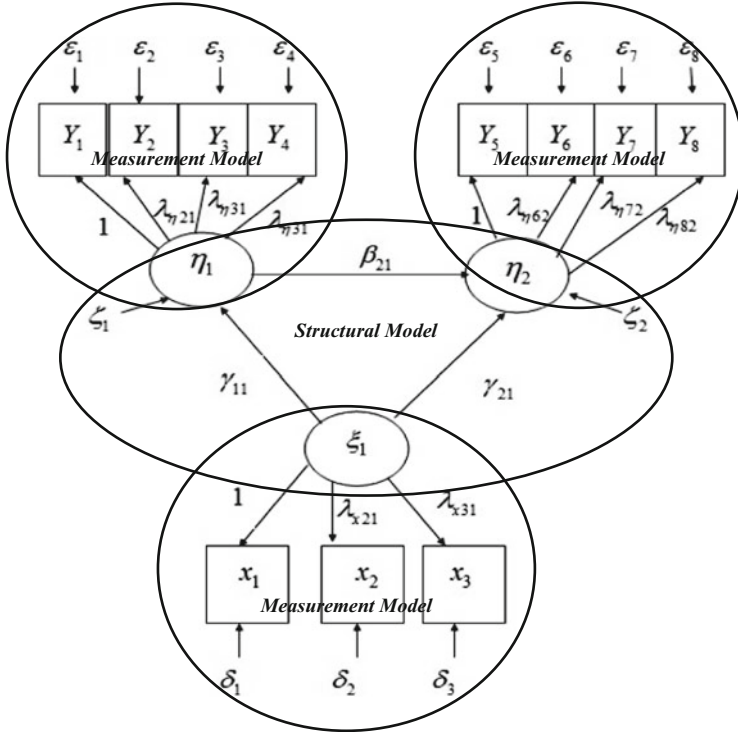 ε₁ ε₂ ε₃ ε₄ ε₅ ε₆ ε₇ ε₈
Y₁ Y₂ Y₃ Y₄ Y₅ Y₆ Y₇ Y₈
Measurement Model Measurement Model
1 λη21 λη31 λη31 1 λη62 λη72 λη82
η₁ β₂₁ η₂
ζ₁ ζ₂
Structural Model
γ₁₁ γ₂₁
ξ₁
1 λx21 λx31
x₁ x₂ x₃
Measurement Model
δ₁ δ₂ δ₃